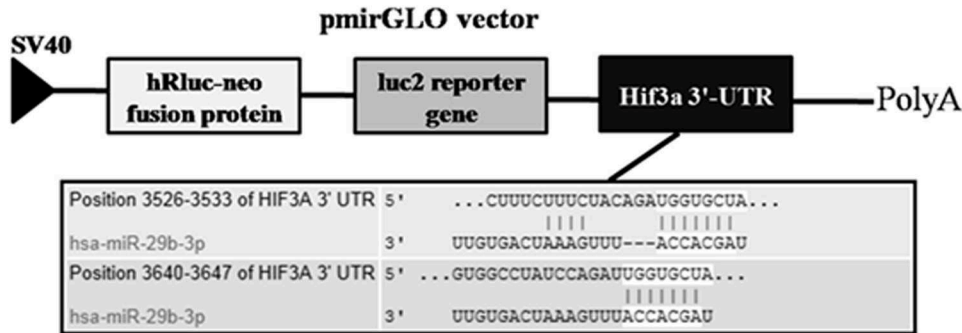 pmirGLO vector
SV40
hRluc-neo
fusion protein
luc2 reporter
gene
Hif3a 3'-UTR
PolyA
Position 3526-3533 of HIF3A 3' UTR 5' ...CUUUCUUUCUACAGAUGGUGCUA...
hsa-miR-29b-3p 3' UUGUGACUAAAGUUU---ACCACGAU
Position 3640-3647 of HIF3A 3' UTR 5' ...GUGGCCUAUCCAGAUUGGUGCUA...
hsa-miR-29b-3p 3' UUGUGACUAAAGUUUACCACGAU